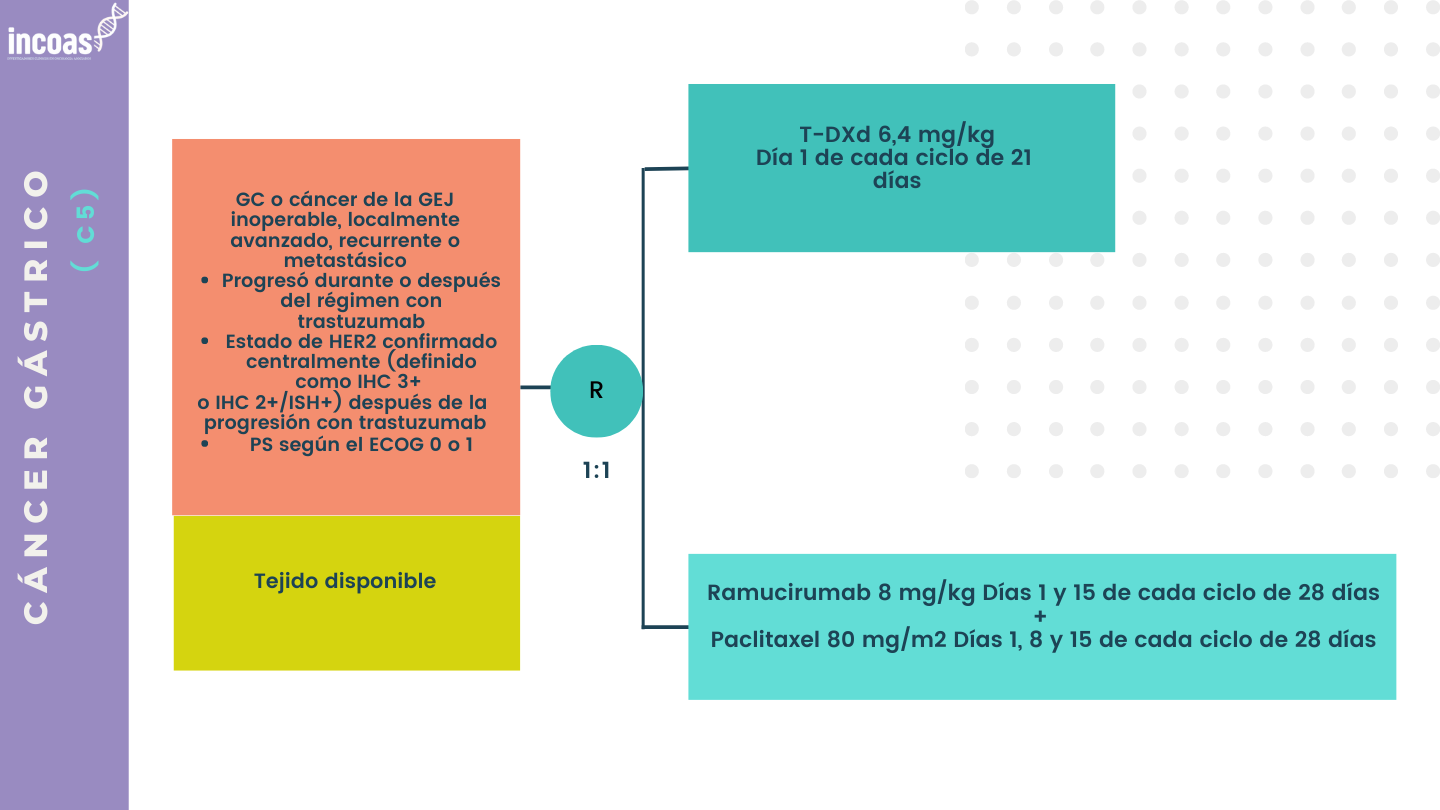 incoas
CÁNCER GÁSTRICO
( C5)
GC o cáncer de la GEJ
inoperable, localmente
avanzado, recurrente o
metastásico
• Progresó durante o después
del régimen con
trastuzumab
• Estado de HER2 confirmado
centralmente (definido
como IHC 3+
o IHC 2+/ISH+) después de la
progresión con trastuzumab
• PS según el ECOG 0 o 1
Tejido disponible
R
1:1
T-DXd 6,4 mg/kg
Día 1 de cada ciclo de 21
días
Ramucirumab 8 mg/kg Días 1 y 15 de cada ciclo de 28 días
+
Paclitaxel 80 mg/m2 Días 1, 8 y 15 de cada ciclo de 28 días